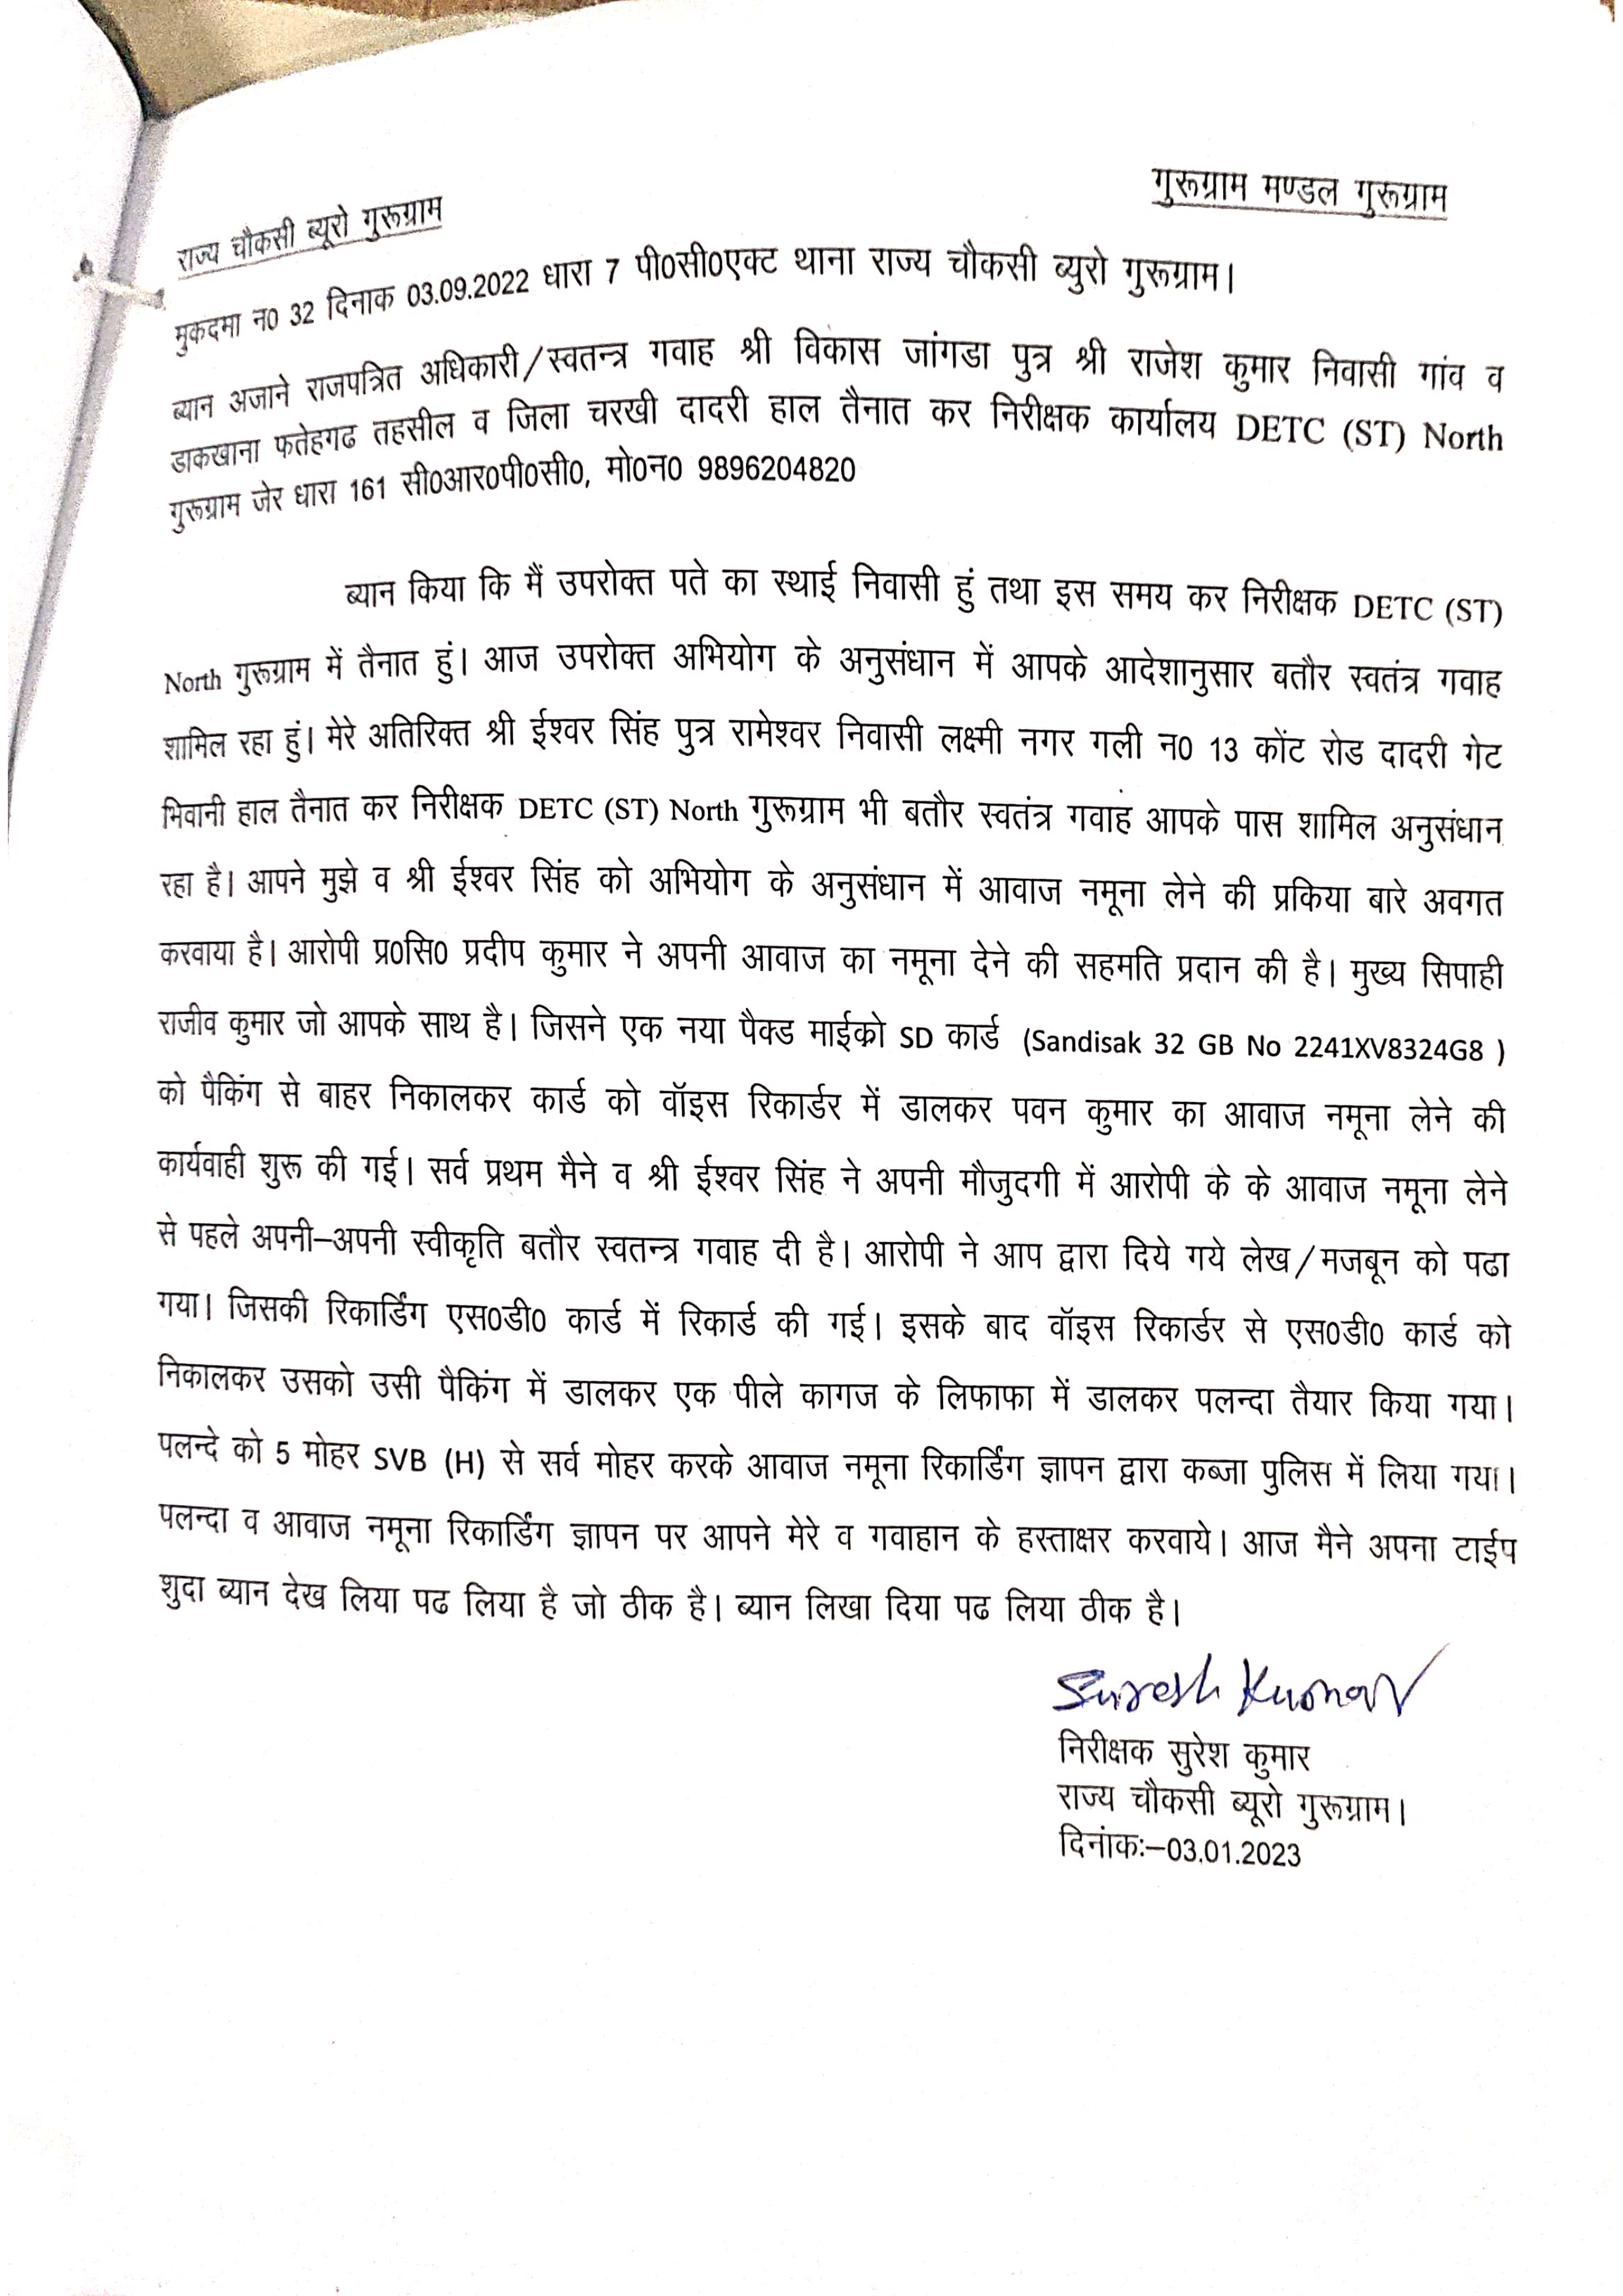 गुरूग्राम मण्डल गुरूग्राम
राज्य चौकसी ब्यूरो गुरूग्राम
मुकदमा न0 32 दिनाक 03.09.2022 धारा 7 पी0सी0एक्ट थाना राज्य चौकसी ब्युरो गुरूग्राम।
ब्यान अजाने राजपत्रित अधिकारी/स्वतन्त्र गवाह श्री विकास जांगडा पुत्र श्री राजेश कुमार निवासी गांव व
डाकखाना फतेहगढ तहसील व जिला चरखी दादरी हाल तैनात कर निरीक्षक कार्यालय DETC (ST) North
गुरूग्राम जेर धारा 161 सी0आर0पी0सी0, मो0न0 9896204820
ब्यान किया कि मैं उपरोक्त पते का स्थाई निवासी हुं तथा इस समय कर निरीक्षक DETC (ST)
North गुरूग्राम में तैनात हुं। आज उपरोक्त अभियोग के अनुसंधान में आपके आदेशानुसार बतौर स्वतंत्र गवाह
शामिल रहा हुं। मेरे अतिरिक्त श्री ईश्वर सिंह पुत्र रामेश्वर निवासी लक्ष्मी नगर गली न0 13 कोंट रोड दादरी गेट
भिवानी हाल तैनात कर निरीक्षक DETC (ST) North गुरूग्राम भी बतौर स्वतंत्र गवाह आपके पास शामिल अनुसंधान
रहा है। आपने मुझे व श्री ईश्वर सिंह को अभियोग के अनुसंधान में आवाज नमूना लेने की प्रकिया बारे अवगत
करवाया है। आरोपी प्र0सि0 प्रदीप कुमार ने अपनी आवाज का नमूना देने की सहमति प्रदान की है। मुख्य सिपाही
राजीव कुमार जो आपके साथ है। जिसने एक नया पैक्ड माईक्रो SD कार्ड (Sandisak 32 GB No 2241XV8324G8 )
को पैकिंग से बाहर निकालकर कार्ड को वॉइस रिकार्डर में डालकर पवन कुमार का आवाज नमूना लेने की
कार्यवाही शुरू की गई। सर्व प्रथम मैने व श्री ईश्वर सिंह ने अपनी मौजुदगी में आरोपी के के आवाज नमूना लेने
से पहले अपनी–अपनी स्वीकृति बतौर स्वतन्त्र गवाह दी है। आरोपी ने आप द्वारा दिये गये लेख/मजबून को पढा
गया। जिसकी रिकार्डिंग एस0डी0 कार्ड में रिकार्ड की गई। इसके बाद वॉइस रिकार्डर से एस0डी0 कार्ड को
निकालकर उसको उसी पैकिंग में डालकर एक पीले कागज के लिफाफा में डालकर पलन्दा तैयार किया गया।
पलन्दे को 5 मोहर SVB (H) से सर्व मोहर करके आवाज नमूना रिकार्डिंग ज्ञापन द्वारा कब्जा पुलिस में लिया गया।
पलन्दा व आवाज नमूना रिकार्डिंग ज्ञापन पर आपने मेरे व गवाहान के हस्ताक्षर करवाये। आज मैने अपना टाईप
शुदा ब्यान देख लिया पढ लिया है जो ठीक है। ब्यान लिखा दिया पढ लिया ठीक है।
Suresh Kumar
निरीक्षक सुरेश कुमार
राज्य चौकसी ब्यूरो गुरूग्राम।
दिनांकः–03.01.2023